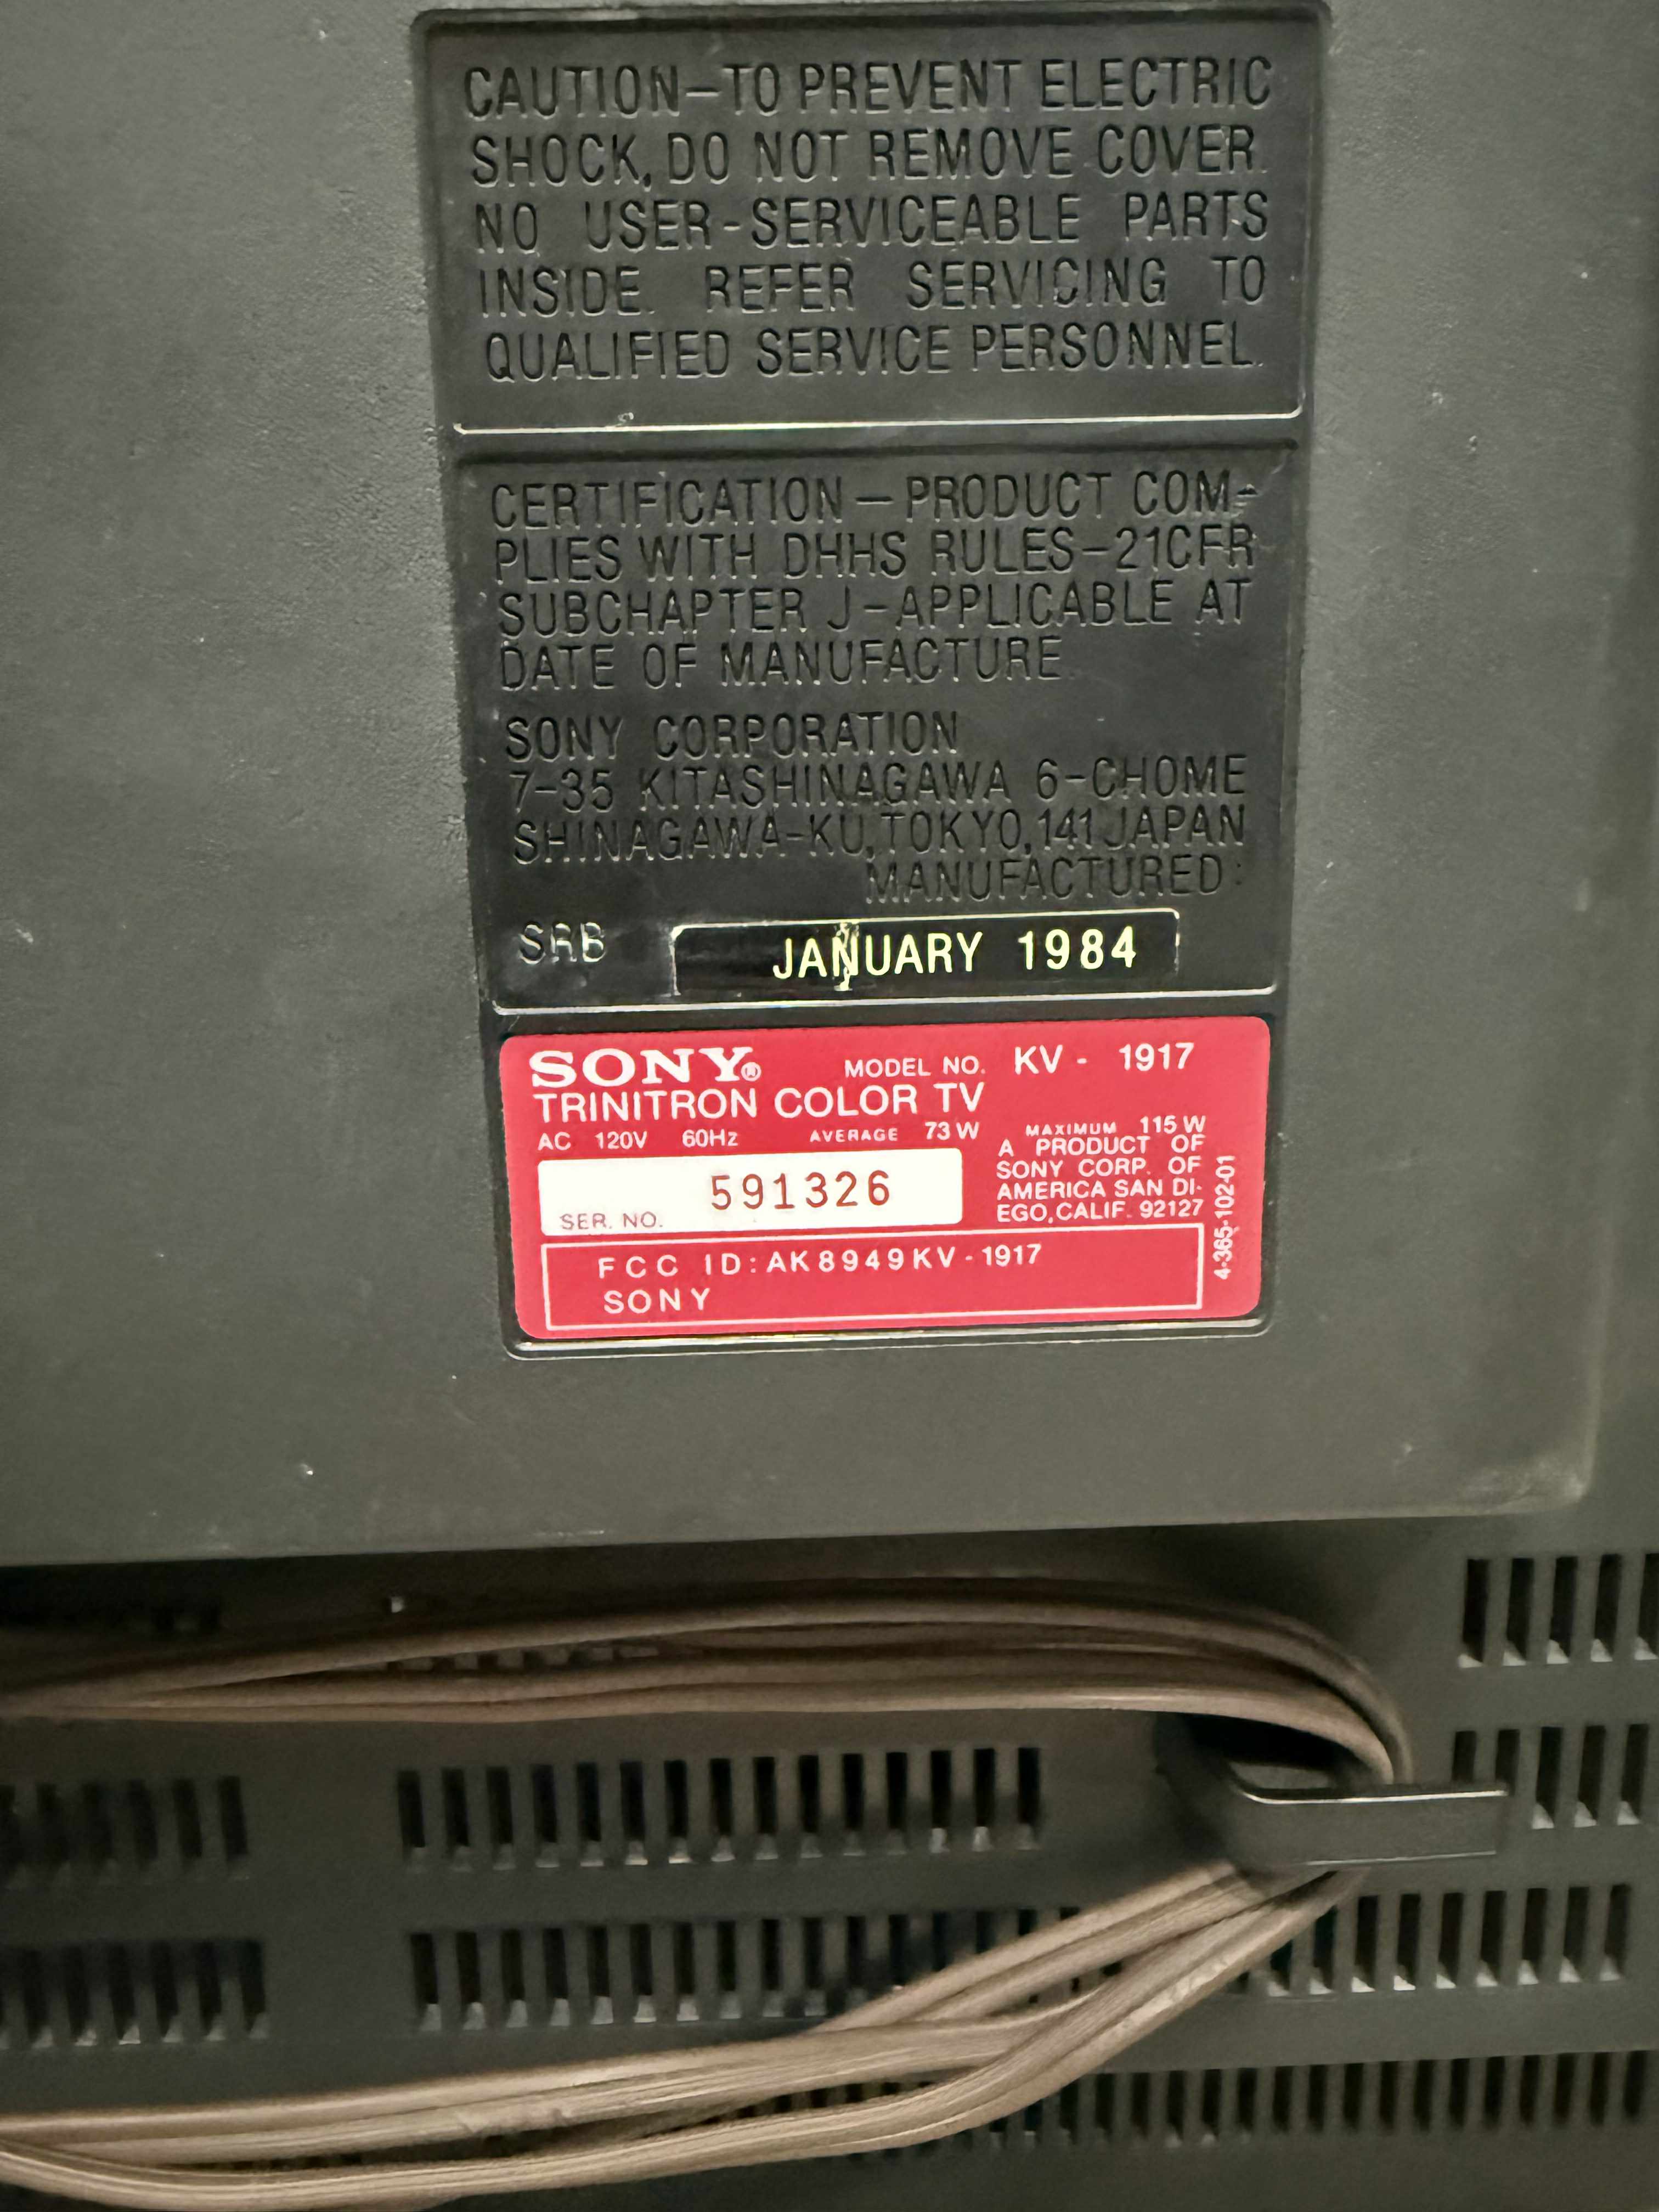 CAUTION–TO PREVENT ELECTRIC
SHOCK, DO NOT REMOVE COVER.
NO USER-SERVICEABLE PARTS
INSIDE. REFER SERVICING TO
QUALIFIED SERVICE PERSONNEL.
CERTIFICATION – PRODUCT COM-
PLIES WITH DHHS RULES–21CFR
SUBCHAPTER J–APPLICABLE AT
DATE OF MANUFACTURE.
SONY CORPORATION
7-35 KITASHINAGAWA 6-CHOME
SHINAGAWA-KU, TOKYO, 141 JAPAN
MANUFACTURED:
SRB JANUARY 1984
SONY® MODEL NO. KV - 1917
TRINITRON COLOR TV
AC 120V 60Hz AVERAGE 73 W MAXIMUM 115 W
A PRODUCT OF
SONY CORP. OF
AMERICA SAN DI-
EGO, CALIF. 92127
SER. NO. 591326
4-365-102-01
FCC ID: AK8949KV-1917
SONY